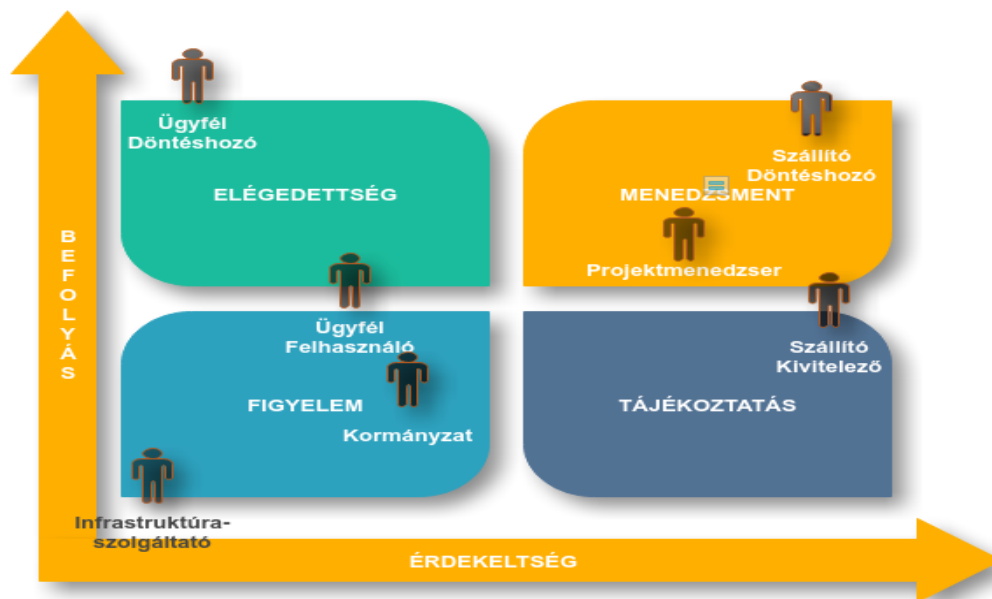 Ügyfél
Döntéshozó
ELÉGEDETTSÉG
Szállító
Döntéshozó
MENEDZSMENT
Projektmenedzser
BEFOLYÁS
Ügyfél
Felhasználó
FIGYELEM
Kormányzat
Szállító
Kivitelező
TÁJÉKOZTATÁS
Infrastruktúra-
szolgáltató
ÉRDEKELTSÉG